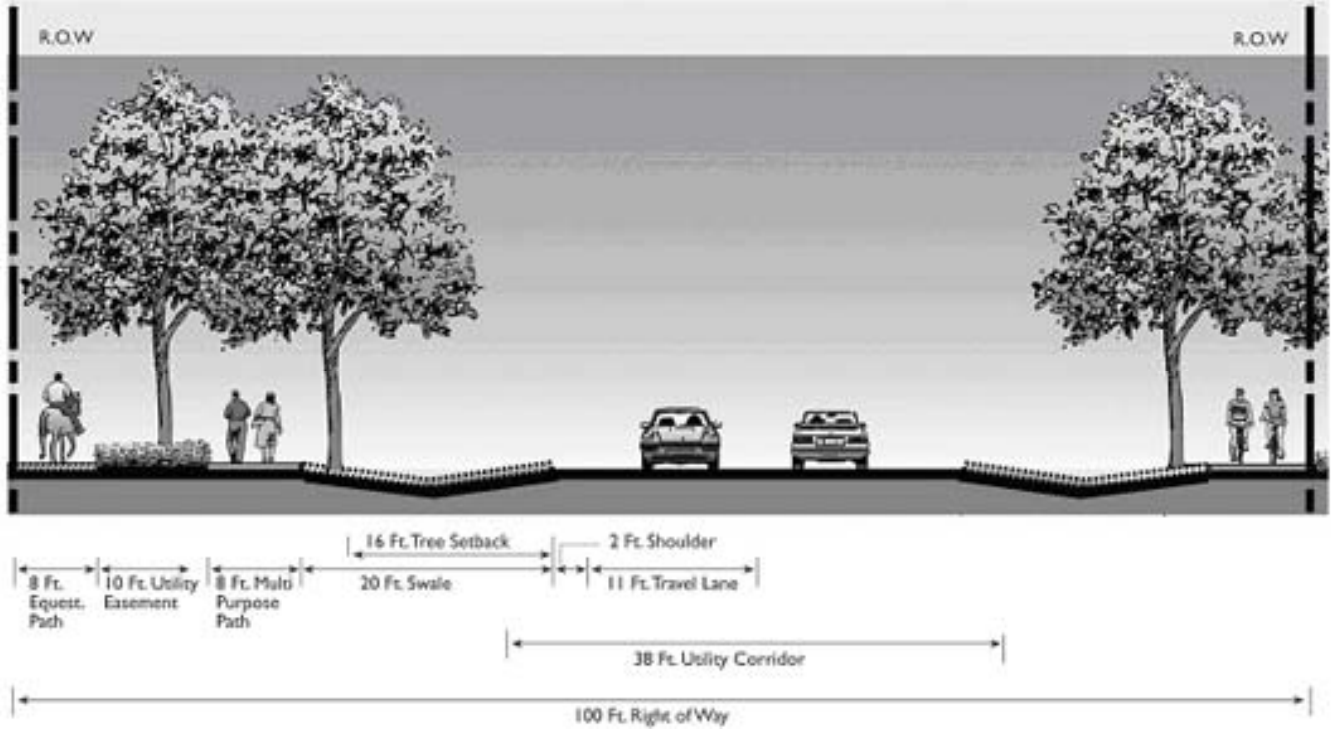 R.O.W
R.O.W
16 Ft. Tree Setback
2 Ft. Shoulder
8 Ft.
Equest.
Path
10 Ft. Utility
Easement
8 Ft. Multi
Purpose
Path
20 Ft. Swale
11 Ft. Travel Lane
38 Ft. Utility Corridor
100 Ft. Right of Way